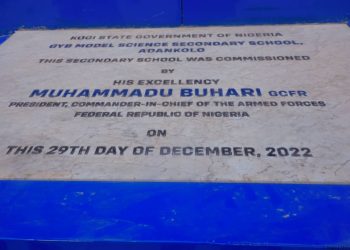 KOGI STATE GOVERNMENT OF NIGERIA
GYB MODEL SCIENCE SECONDARY SCHOOL,
ADANKOLO
THIS SECONDARY SCHOOL WAS COMMISSIONED
BY
HIS EXCELLENCY
MUHAMMADU BUHARI GCFR
PRESIDENT, COMMANDER-IN-CHIEF OF THE ARMED FORCES
FEDERAL REPUBLIC OF NIGERIA
ON
THIS 29TH DAY OF DECEMBER, 2022